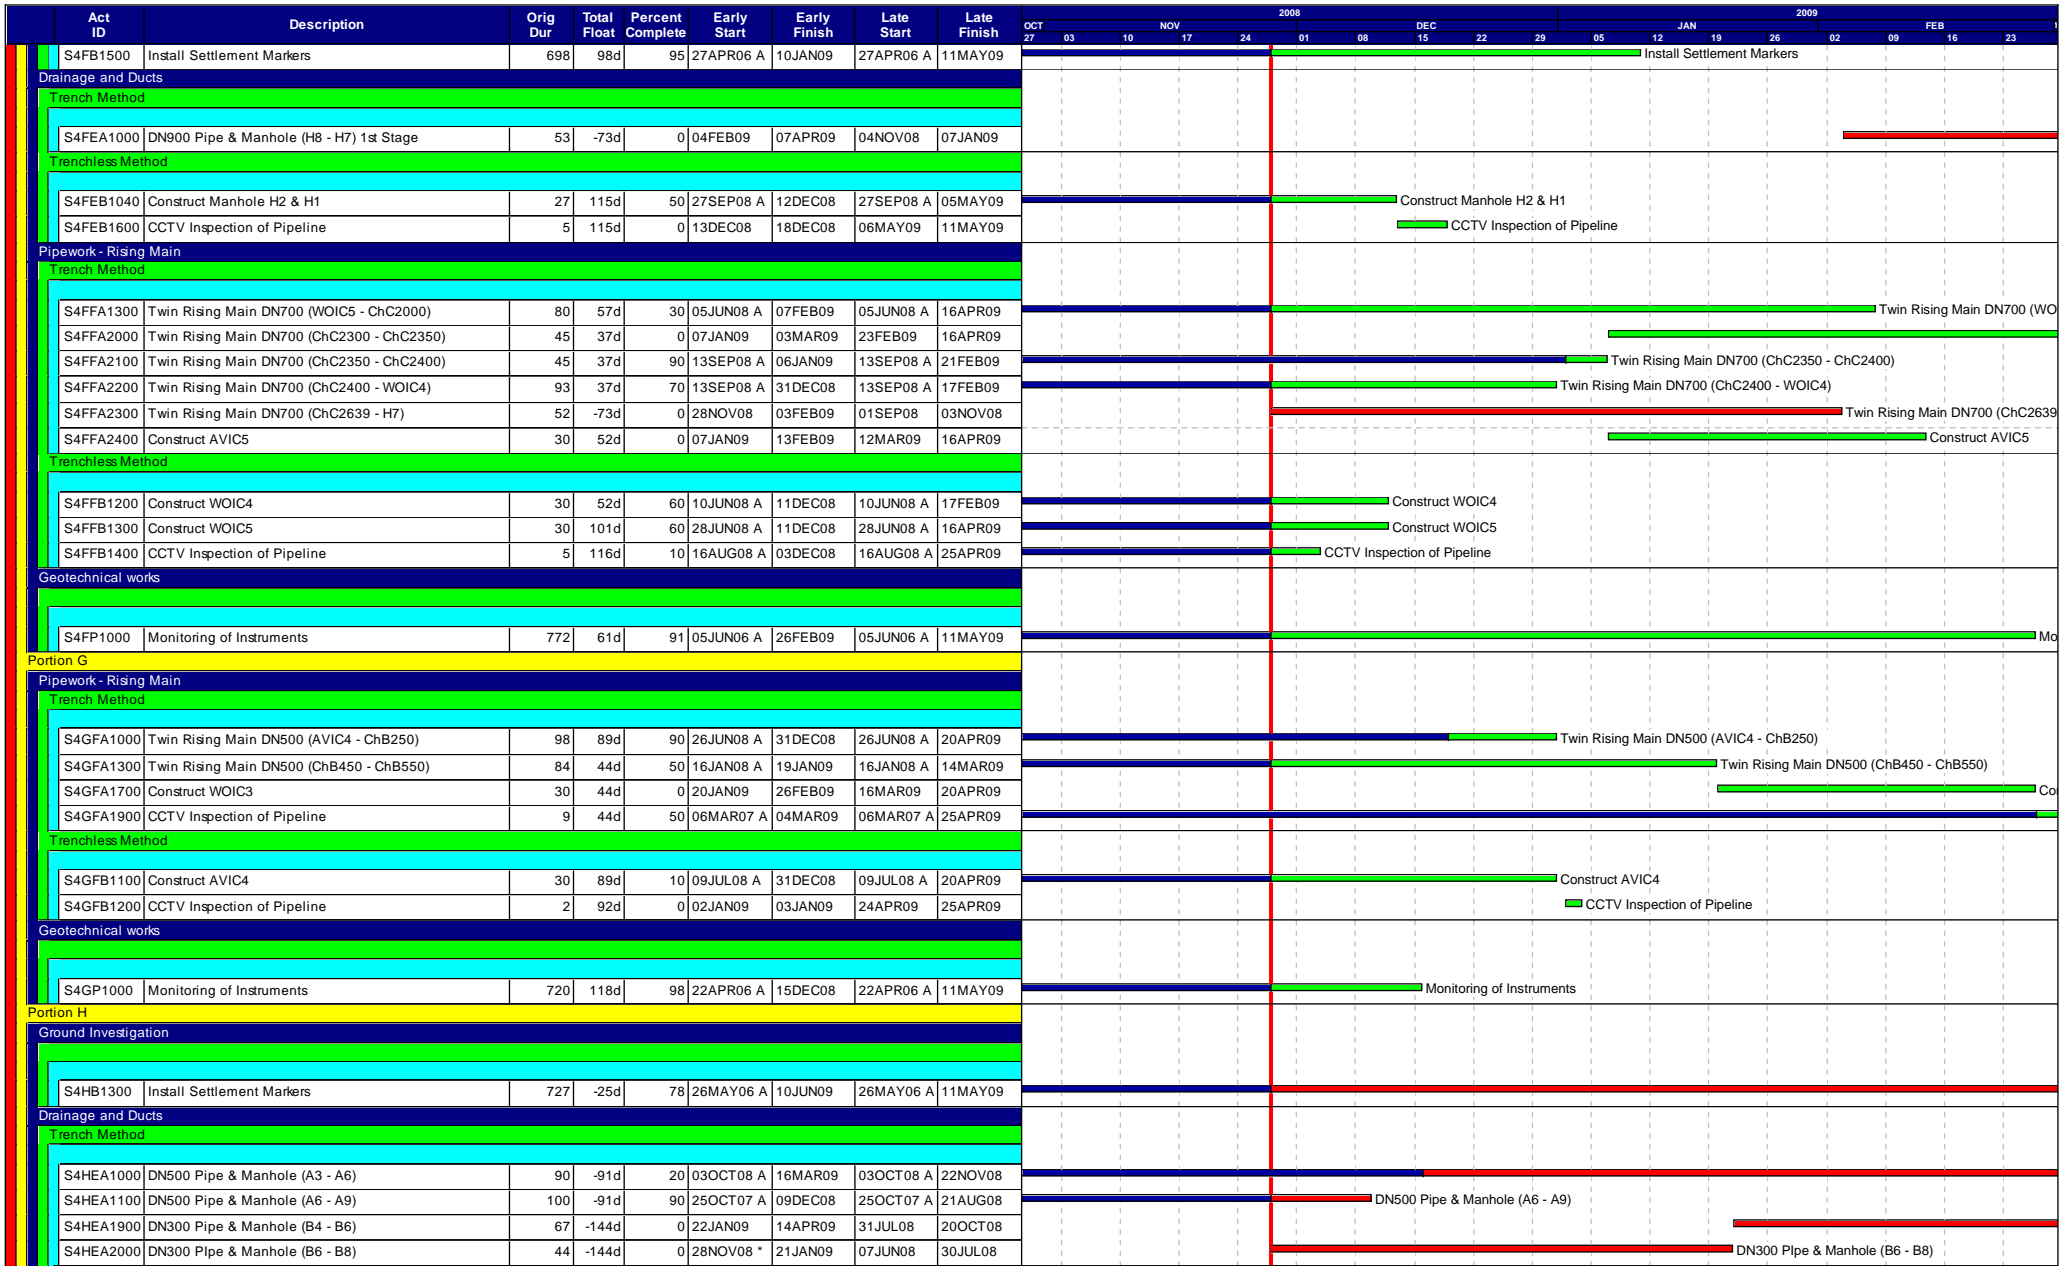 Act ID Description Orig Dur Total Float Percent Complete Early Start Early Finish Late Start Late Finish
2008 2009
OCT NOV DEC JAN FEB
27 03 10 17 24 01 08 15 22 29 05 12 19 26 02 09 16 23
S4FB1500 Install Settlement Markers 698 98d 95 27APR06 A 10JAN09 27APR06 A 11MAY09 Install Settlement Markers
Drainage and Ducts
Trench Method
S4FEA1000 DN900 Pipe & Manhole (H8 - H7) 1st Stage 53 -73d 0 04FEB09 07APR09 04NOV08 07JAN09
Trenchless Method
S4FEB1040 Construct Manhole H2 & H1 27 115d 50 27SEP08 A 12DEC08 27SEP08 A 05MAY09 Construct Manhole H2 & H1
S4FEB1600 CCTV Inspection of Pipeline 5 115d 0 13DEC08 18DEC08 06MAY09 11MAY09 CCTV Inspection of Pipeline
Pipework - Rising Main
Trench Method
S4FFA1300 Twin Rising Main DN700 (WOIC5 - ChC2000) 80 57d 30 05JUN08 A 07FEB09 05JUN08 A 16APR09 Twin Rising Main DN700 (WO
S4FFA2000 Twin Rising Main DN700 (ChC2300 - ChC2350) 45 37d 0 07JAN09 03MAR09 23FEB09 16APR09
S4FFA2100 Twin Rising Main DN700 (ChC2350 - ChC2400) 45 37d 90 13SEP08 A 06JAN09 13SEP08 A 21FEB09 Twin Rising Main DN700 (ChC2350 - ChC2400)
S4FFA2200 Twin Rising Main DN700 (ChC2400 - WOIC4) 93 37d 70 13SEP08 A 31DEC08 13SEP08 A 17FEB09 Twin Rising Main DN700 (ChC2400 - WOIC4)
S4FFA2300 Twin Rising Main DN700 (ChC2639 - H7) 52 -73d 0 28NOV08 03FEB09 01SEP08 03NOV08 Twin Rising Main DN700 (ChC2639
S4FFA2400 Construct AVIC5 30 52d 0 07JAN09 13FEB09 12MAR09 16APR09 Construct AVIC5
Trenchless Method
S4FFB1200 Construct WOIC4 30 52d 60 10JUN08 A 11DEC08 10JUN08 A 17FEB09 Construct WOIC4
S4FFB1300 Construct WOIC5 30 101d 60 28JUN08 A 11DEC08 28JUN08 A 16APR09 Construct WOIC5
S4FFB1400 CCTV Inspection of Pipeline 5 116d 10 16AUG08 A 03DEC08 16AUG08 A 25APR09 CCTV Inspection of Pipeline
Geotechnical works
S4FP1000 Monitoring of Instruments 772 61d 91 05JUN06 A 26FEB09 05JUN06 A 11MAY09 Mo
Portion G
Pipework - Rising Main
Trench Method
S4GFA1000 Twin Rising Main DN500 (AVIC4 - ChB250) 98 89d 90 26JUN08 A 31DEC08 26JUN08 A 20APR09 Twin Rising Main DN500 (AVIC4 - ChB250)
S4GFA1300 Twin Rising Main DN500 (ChB450 - ChB550) 84 44d 50 16JAN08 A 19JAN09 16JAN08 A 14MAR09 Twin Rising Main DN500 (ChB450 - ChB550)
S4GFA1700 Construct WOIC3 30 44d 0 20JAN09 26FEB09 16MAR09 20APR09 Co
S4GFA1900 CCTV Inspection of Pipeline 9 44d 50 06MAR07 A 04MAR09 06MAR07 A 25APR09
Trenchless Method
S4GFB1100 Construct AVIC4 30 89d 10 09JUL08 A 31DEC08 09JUL08 A 20APR09 Construct AVIC4
S4GFB1200 CCTV Inspection of Pipeline 2 92d 0 02JAN09 03JAN09 24APR09 25APR09 CCTV Inspection of Pipeline
Geotechnical works
S4GP1000 Monitoring of Instruments 720 118d 98 22APR06 A 15DEC08 22APR06 A 11MAY09 Monitoring of Instruments
Portion H
Ground Investigation
S4HB1300 Install Settlement Markers 727 -25d 78 26MAY06 A 10JUN09 26MAY06 A 11MAY09
Drainage and Ducts
Trench Method
S4HEA1000 DN500 Pipe & Manhole (A3 - A6) 90 -91d 20 03OCT08 A 16MAR09 03OCT08 A 22NOV08
S4HEA1100 DN500 Pipe & Manhole (A6 - A9) 100 -91d 90 25OCT07 A 09DEC08 25OCT07 A 21AUG08 DN500 Pipe & Manhole (A6 - A9)
S4HEA1900 DN300 Pipe & Manhole (B4 - B6) 67 -144d 0 22JAN09 14APR09 31JUL08 20OCT08
S4HEA2000 DN300 PIpe & Manhole (B6 - B8) 44 -144d 0 28NOV08 * 21JAN09 07JUN08 30JUL08 DN300 PIpe & Manhole (B6 - B8)